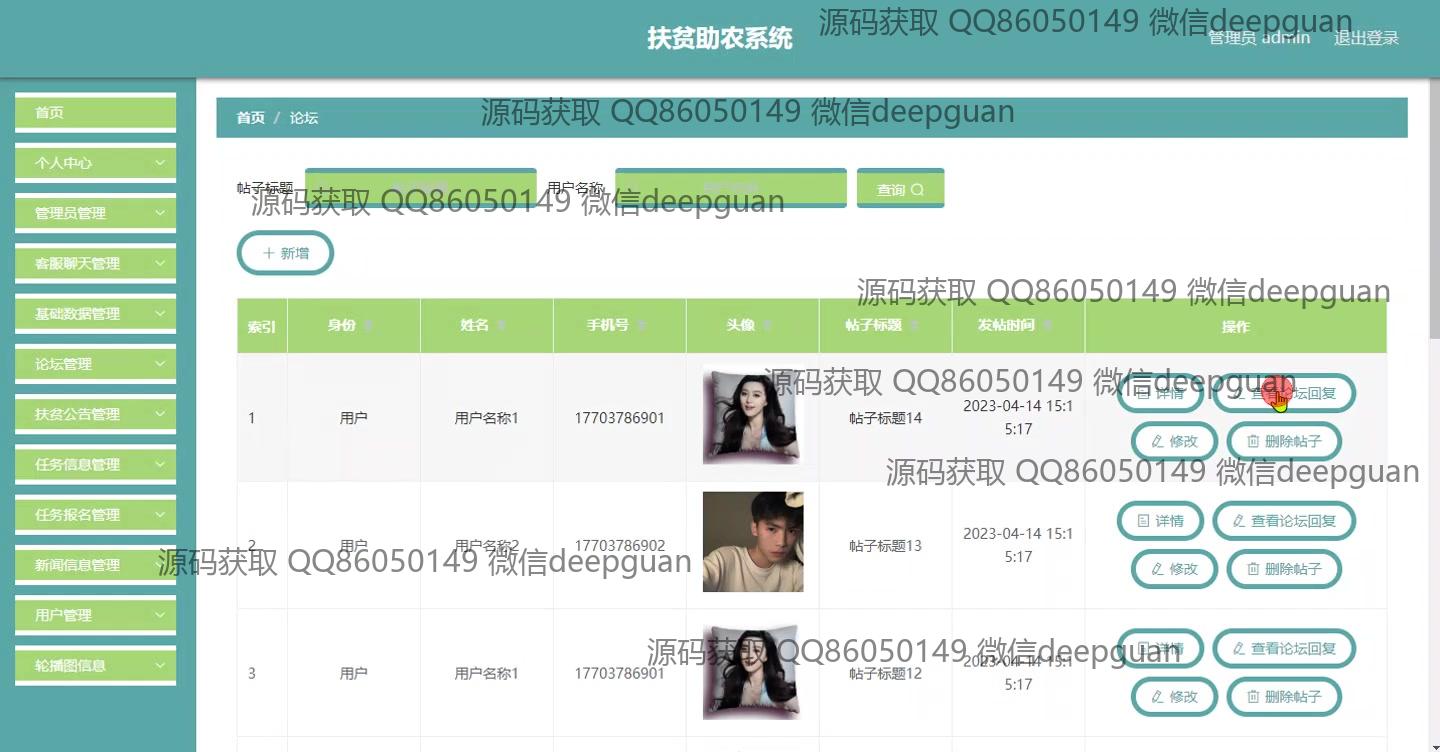 扶贫助农系统
管理员 admin
退出登录
源码获取 QQ86050149 微信deepguan
首页
个人中心
管理员管理
客服聊天管理
基础数据管理
论坛管理
扶贫公告管理
任务信息管理
任务报名管理
新闻信息管理
用户管理
轮播图信息
首页 / 论坛
源码获取 QQ86050149 微信deepguan
帖子标题
用户名称
查询
源码获取 QQ86050149 微信deepguan
新增
源码获取 QQ86050149 微信deepguan
索引 身份 姓名 手机号 头像 帖子标题 发帖时间 操作
源码获取 QQ86050149 微信deepguan
1 用户 用户名称1 17703786901 帖子标题14 2023-04-14 15:1
5:17
详情 查看论坛回复
修改 删除帖子
源码获取 QQ86050149 微信deepguan
2 用户 用户名称2 17703786902 帖子标题13 2023-04-14 15:1
5:17
详情 查看论坛回复
修改 删除帖子
源码获取 QQ86050149 微信deepguan
3 用户 用户名称1 17703786901 帖子标题12 2023-04-14 15:1
5:17
详情 查看论坛回复
修改 删除帖子
源码获取 QQ86050149 微信deepguan